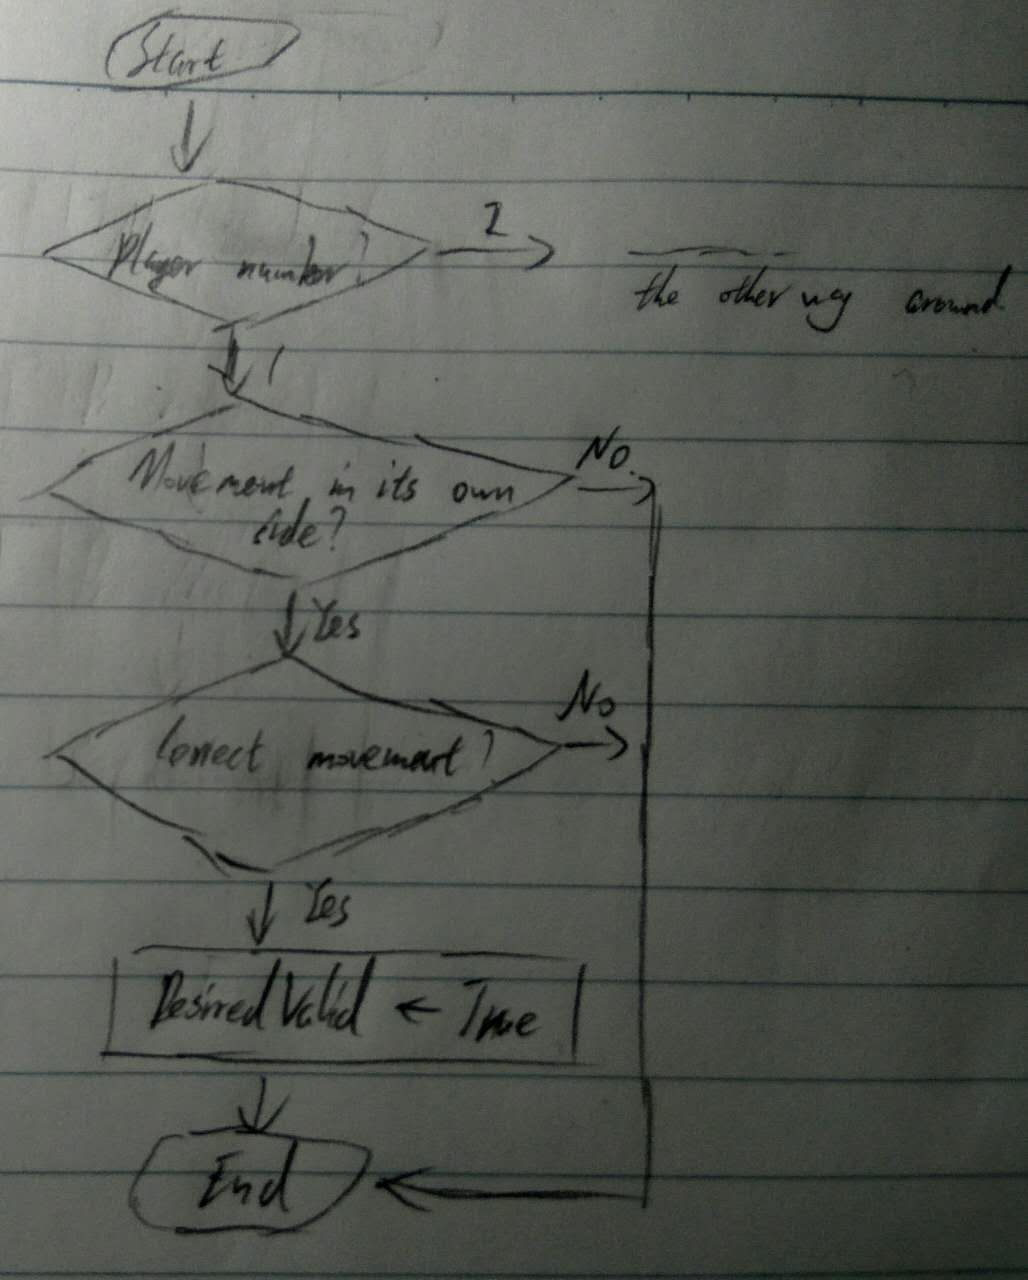 Start
Player number?
2
the other way around
1
Movement in its own
side?
No.
Yes
Correct movement?
No
Yes
DesiredValid ← True
End